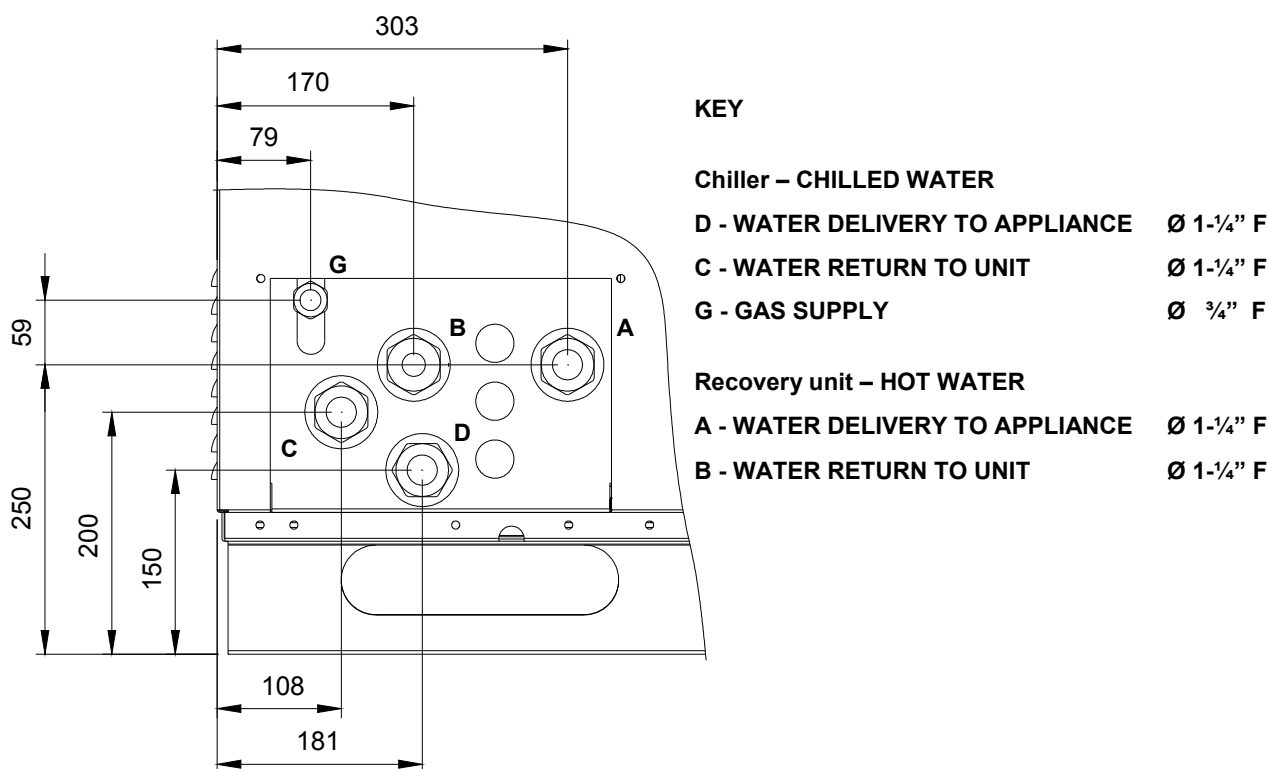 303
170
79
G
B
A
C
D
59
250
200
150
108
181
KEY
Chiller – CHILLED WATER
D - WATER DELIVERY TO APPLIANCE Ø 1-¼” F
C - WATER RETURN TO UNIT Ø 1-¼” F
G - GAS SUPPLY Ø ¾” F
Recovery unit – HOT WATER
A - WATER DELIVERY TO APPLIANCE Ø 1-¼” F
B - WATER RETURN TO UNIT Ø 1-¼” F